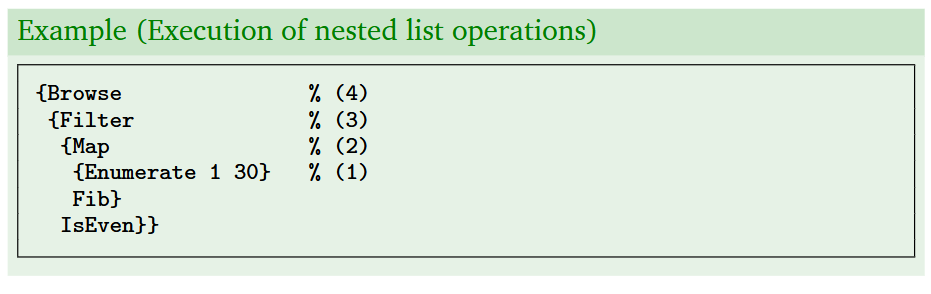 Example (Execution of nested list operations)
{Browse % (4)
{Filter % (3)
{Map % (2)
{Enumerate 1 30} % (1)
Fib}
IsEven}}